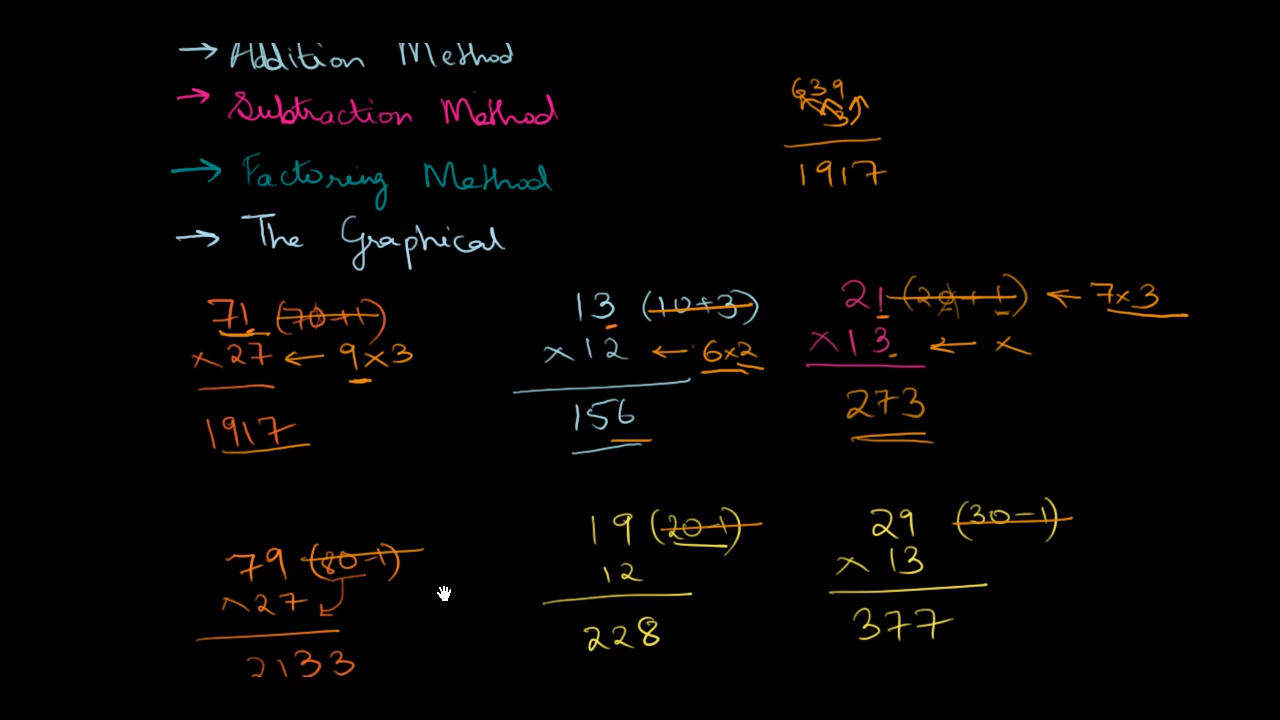 → Addition Method
→ Subtraction Method
→ Factoring Method
→ The Graphical
639
3
1917
71 (70+1)
× 27 ← 9×3
1917
13 (10+3)
× 12 ← 6×2
156
21 (20+1) ← 7×3
× 13 ← ×
273
79 (80-1)
× 27
2133
19 (20-1)
12
228
29 (30-1)
× 13
377